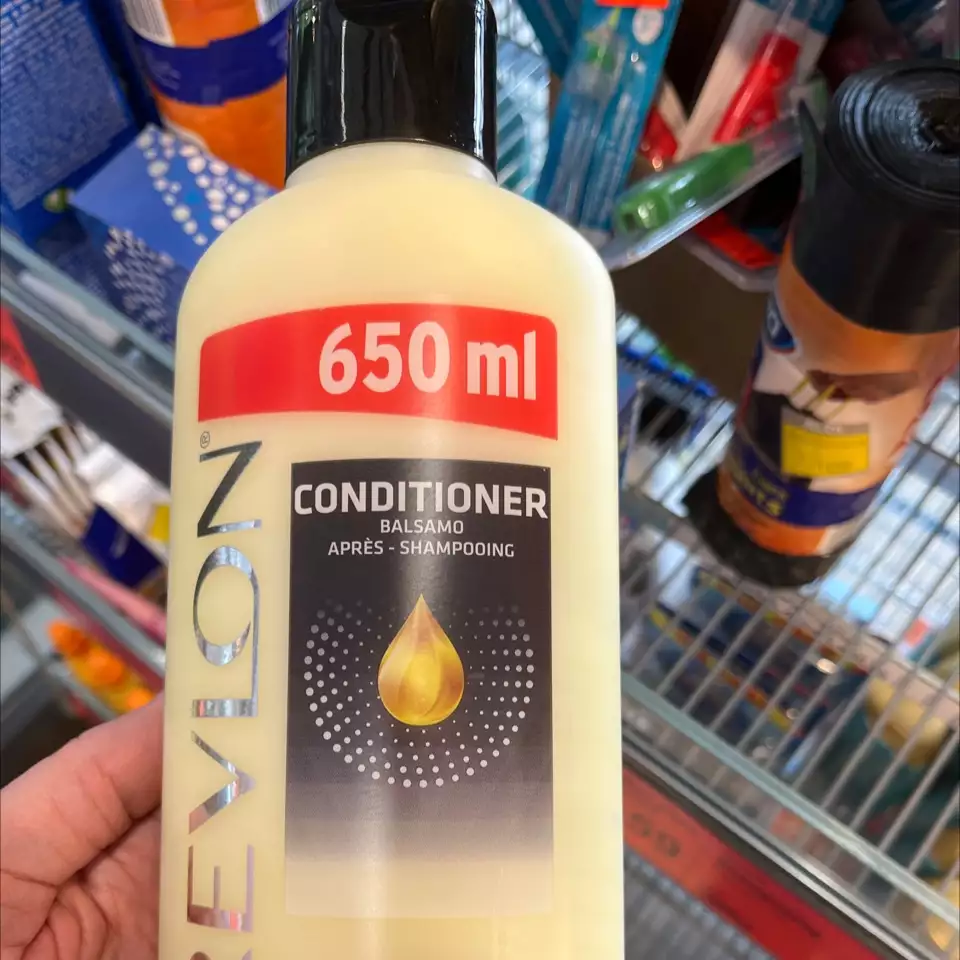 650 ml
REVLON®
CONDITIONER
BALSAMO
APRÈS - SHAMPOOING